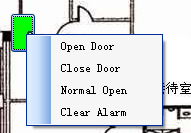 Open Door
Close Door
Normal Open
待室
Clear Alarm